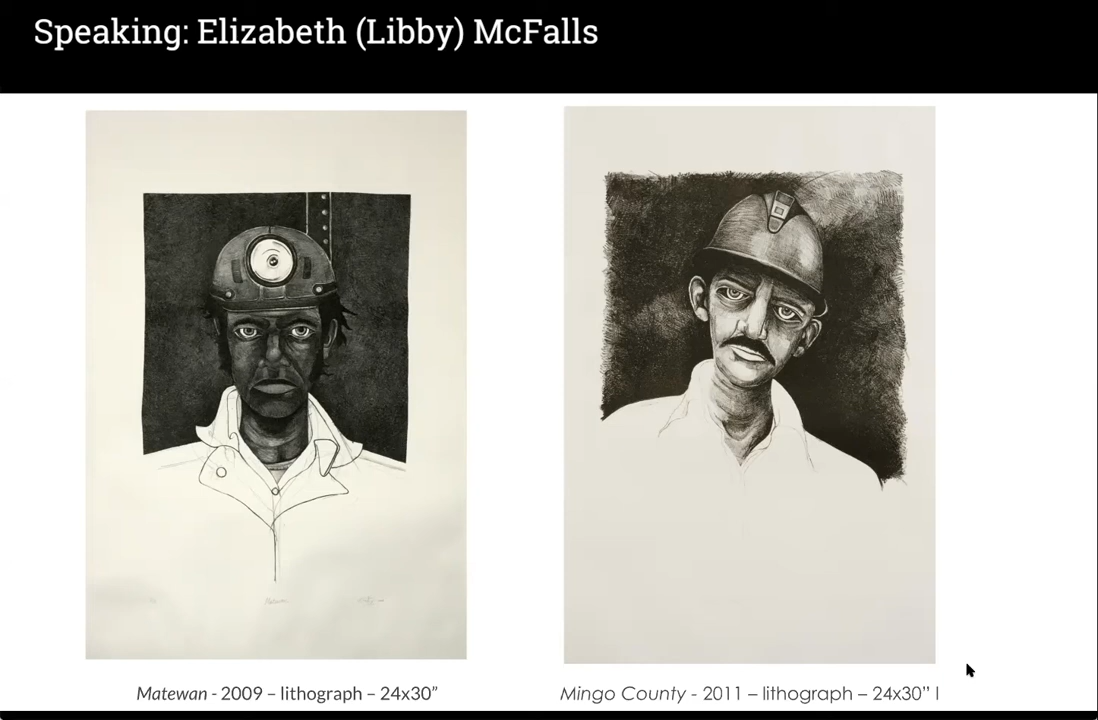 Speaking: Elizabeth (Libby) McFalls
Matewan - 2009 – lithograph – 24x30”
Mingo County - 2011 – lithograph – 24x30” l